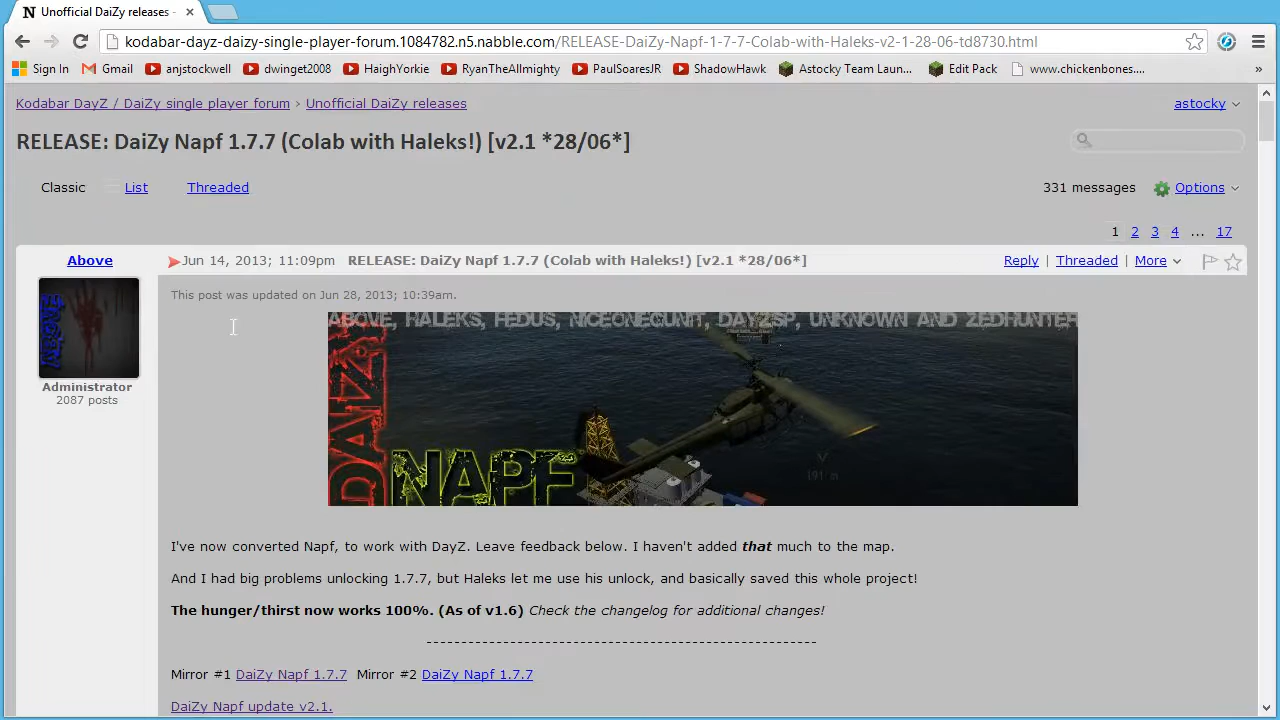 Unofficial DaiZy releases -
kodabar-dayz-daizy-single-player-forum.1084782.n5.nabble.com/RELEASE-DaiZy-Napf-1-7-7-Colab-with-Haleks-v2-1-28-06-td8730.html
Sign In Gmail anjstockwell dwinget2008 HaighYorkie RyanTheAllmighty PaulSoaresJR ShadowHawk Astocky Team Laun... Edit Pack www.chickenbones.... »
Kodabar DayZ / DaiZy single player forum › Unofficial DaiZy releases astocky
RELEASE: DaiZy Napf 1.7.7 (Colab with Haleks!) [v2.1 *28/06*]
Classic List Threaded 331 messages Options
1 2 3 4 ... 17
Above Jun 14, 2013; 11:09pm RELEASE: DaiZy Napf 1.7.7 (Colab with Haleks!) [v2.1 *28/06*] Reply | Threaded | More
This post was updated on Jun 28, 2013; 10:39am.
ABOVE, HALEKS, FEDUS, NICEONEGUNIT, DAYZSP, UNKNOWN AND ZEDHUNTER
DAIZY
NAPF
191 m
Administrator
2087 posts
I've now converted Napf, to work with DayZ. Leave feedback below. I haven't added that much to the map.
And I had big problems unlocking 1.7.7, but Haleks let me use his unlock, and basically saved this whole project!
The hunger/thirst now works 100%. (As of v1.6) Check the changelog for additional changes!
--------------------------------------------------------
Mirror #1 DaiZy Napf 1.7.7 Mirror #2 DaiZy Napf 1.7.7
DaiZy Napf update v2.1.